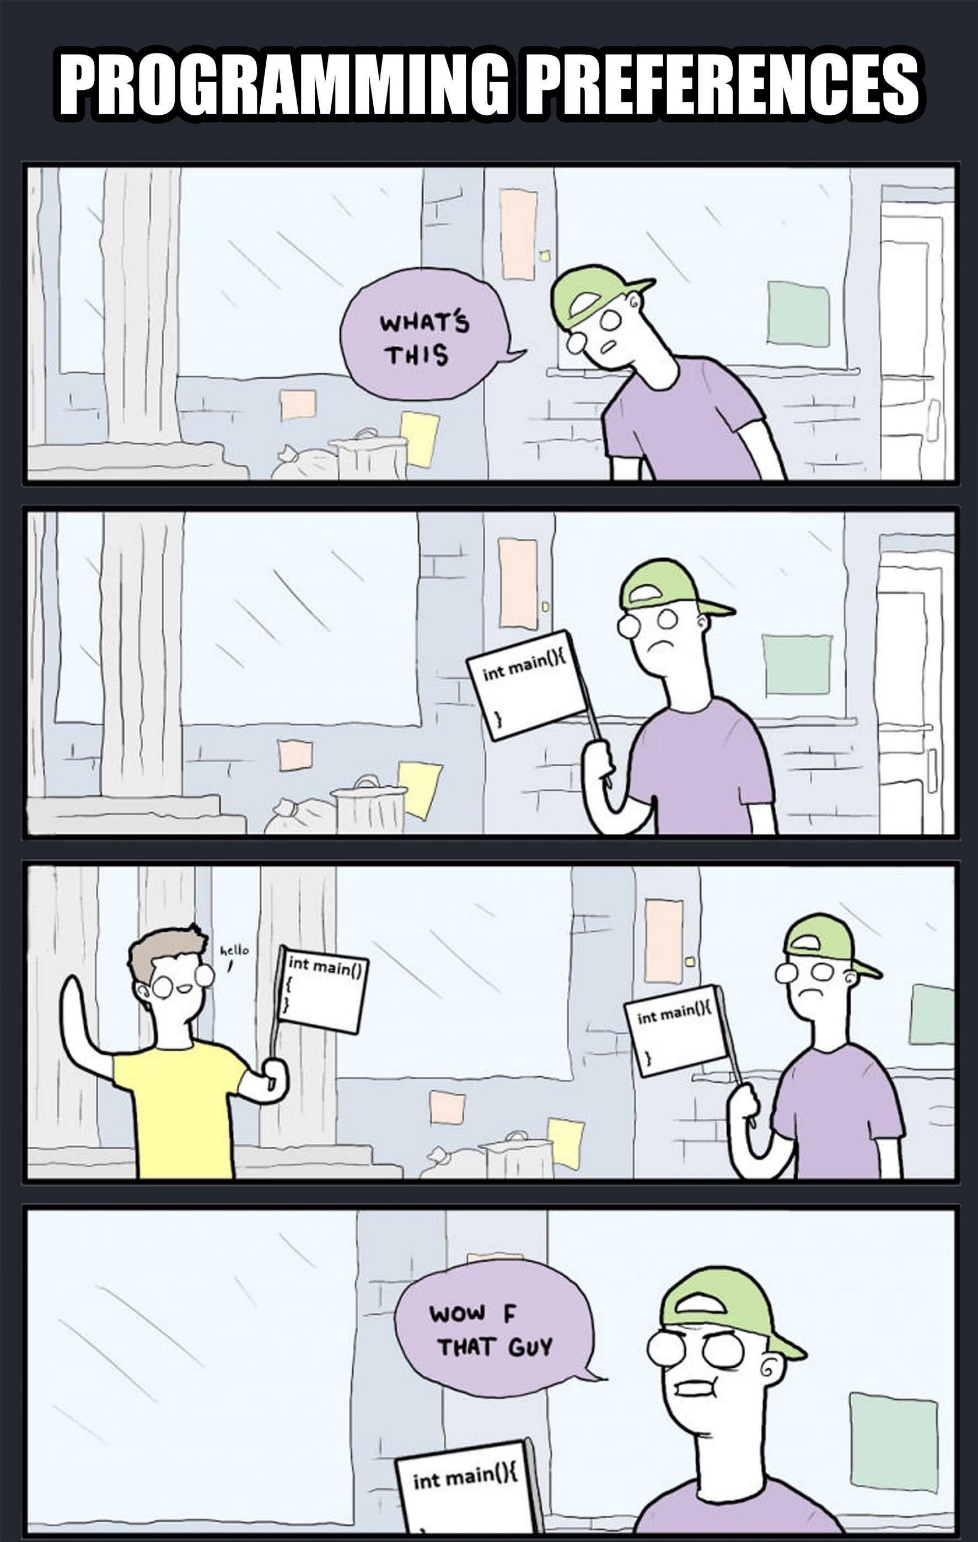 PROGRAMMING PREFERENCES
WHAT'S
THIS
int main(){
}
hello
int main()
{
}
int main(){
}
WOW F
THAT GUY
int main(){